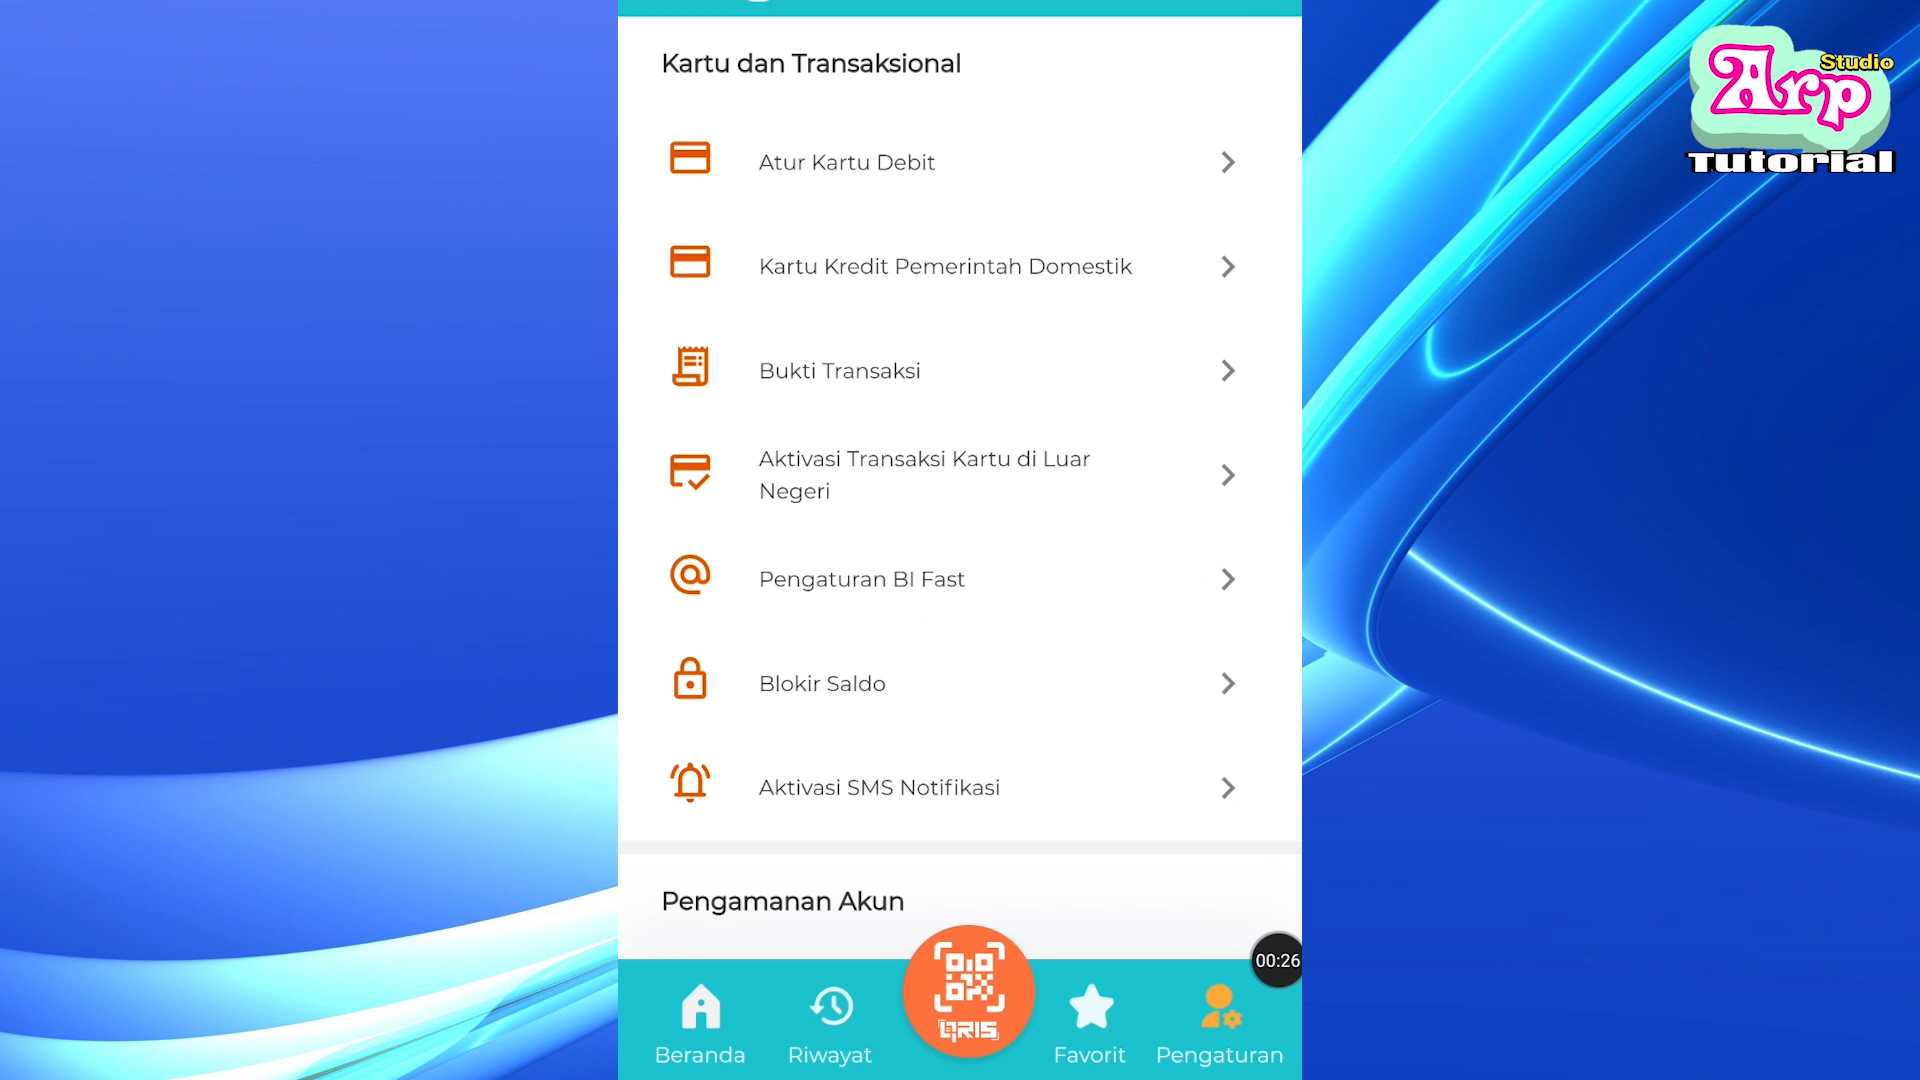 Kartu dan Transaksional
Atur Kartu Debit
Kartu Kredit Pemerintah Domestik
Bukti Transaksi
Aktivasi Transaksi Kartu di Luar
Negeri
Pengaturan BI Fast
Blokir Saldo
Aktivasi SMS Notifikasi
Pengamanan Akun
00:26
QRIS
Beranda
Riwayat
Favorit
Pengaturan
Studio
Arp
Tutorial